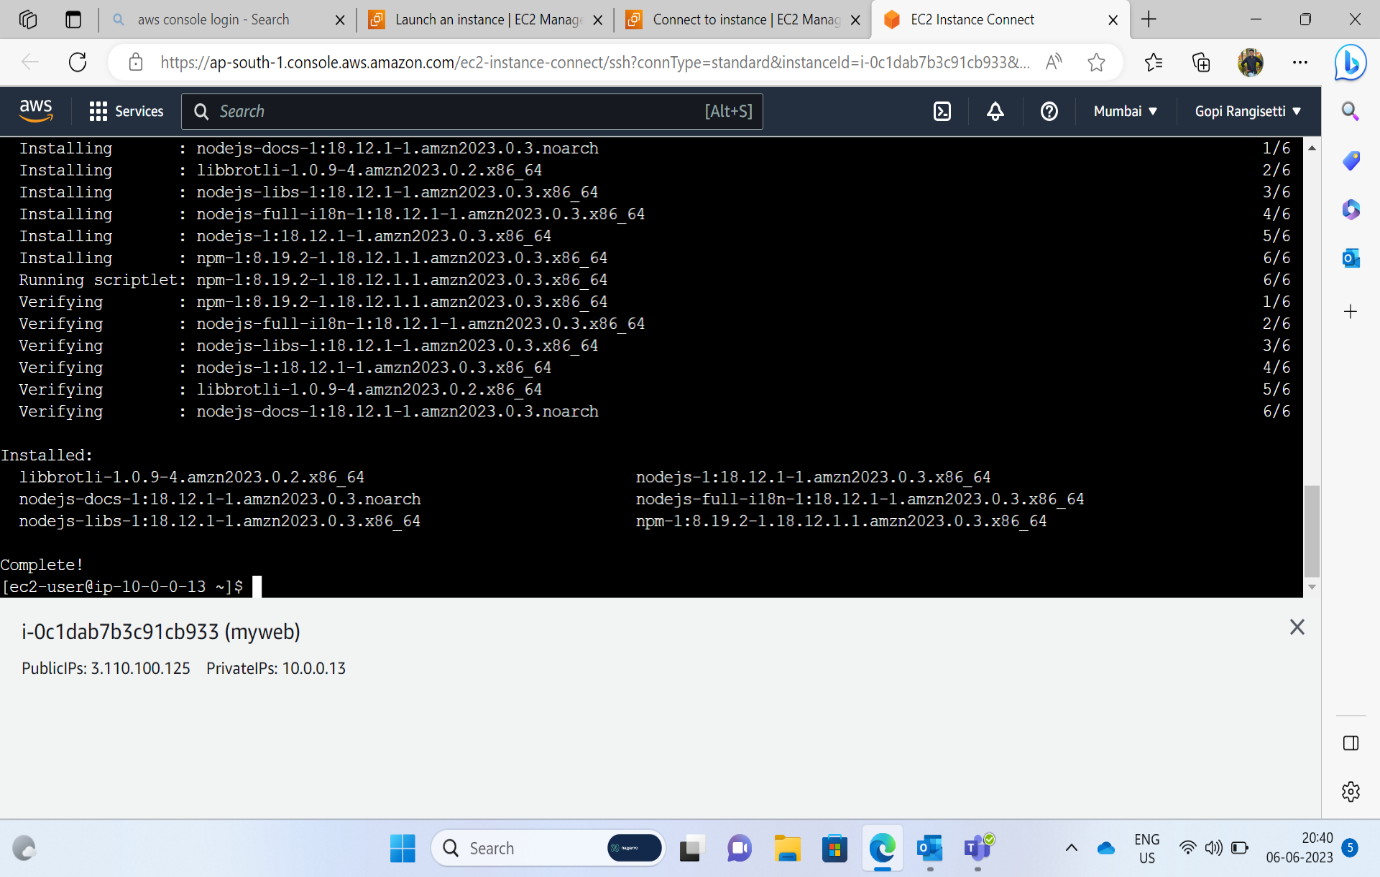 aws console login - Search
Launch an instance | EC2 Manage
Connect to instance | EC2 Manag
EC2 Instance Connect
https://ap-south-1.console.aws.amazon.com/ec2-instance-connect/ssh?connType=standard&instanceId=i-0c1dab7b3c91cb933&...
aws
Services
Search
[Alt+S]
Mumbai
Gopi Rangisetti
Installing : nodejs-docs-1:18.12.1-1.amzn2023.0.3.noarch 1/6
Installing : libbrotli-1.0.9-4.amzn2023.0.2.x86_64 2/6
Installing : nodejs-libs-1:18.12.1-1.amzn2023.0.3.x86_64 3/6
Installing : nodejs-full-i18n-1:18.12.1-1.amzn2023.0.3.x86_64 4/6
Installing : nodejs-1:18.12.1-1.amzn2023.0.3.x86_64 5/6
Installing : npm-1:8.19.2-1.18.12.1.1.amzn2023.0.3.x86_64 6/6
Running scriptlet: npm-1:8.19.2-1.18.12.1.1.amzn2023.0.3.x86_64 6/6
Verifying : npm-1:8.19.2-1.18.12.1.1.amzn2023.0.3.x86_64 1/6
Verifying : nodejs-full-i18n-1:18.12.1-1.amzn2023.0.3.x86_64 2/6
Verifying : nodejs-libs-1:18.12.1-1.amzn2023.0.3.x86_64 3/6
Verifying : nodejs-1:18.12.1-1.amzn2023.0.3.x86_64 4/6
Verifying : libbrotli-1.0.9-4.amzn2023.0.2.x86_64 5/6
Verifying : nodejs-docs-1:18.12.1-1.amzn2023.0.3.noarch 6/6
Installed:
libbrotli-1.0.9-4.amzn2023.0.2.x86_64 nodejs-1:18.12.1-1.amzn2023.0.3.x86_64
nodejs-docs-1:18.12.1-1.amzn2023.0.3.noarch nodejs-full-i18n-1:18.12.1-1.amzn2023.0.3.x86_64
nodejs-libs-1:18.12.1-1.amzn2023.0.3.x86_64 npm-1:8.19.2-1.18.12.1.1.amzn2023.0.3.x86_64
Complete!
[ec2-user@ip-10-0-0-13 ~]$
i-0c1dab7b3c91cb933 (myweb)
PublicIPs: 3.110.100.125 PrivateIPs: 10.0.0.13
Search
ENG
US
20:40
06-06-2023
5